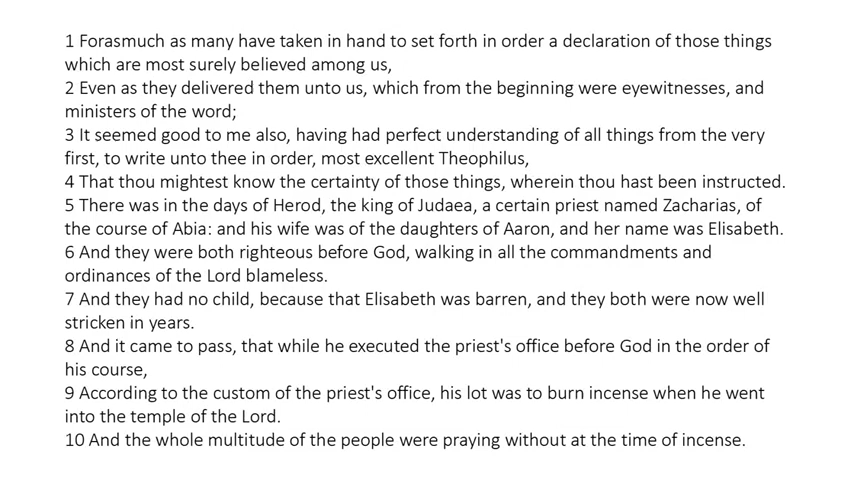 1 Forasmuch as many have taken in hand to set forth in order a declaration of those things
which are most surely believed among us,
2 Even as they delivered them unto us, which from the beginning were eyewitnesses, and
ministers of the word;
3 It seemed good to me also, having had perfect understanding of all things from the very
first, to write unto thee in order, most excellent Theophilus,
4 That thou mightest know the certainty of those things, wherein thou hast been instructed.
5 There was in the days of Herod, the king of Judaea, a certain priest named Zacharias, of
the course of Abia: and his wife was of the daughters of Aaron, and her name was Elisabeth.
6 And they were both righteous before God, walking in all the commandments and
ordinances of the Lord blameless.
7 And they had no child, because that Elisabeth was barren, and they both were now well
stricken in years.
8 And it came to pass, that while he executed the priest's office before God in the order of
his course,
9 According to the custom of the priest's office, his lot was to burn incense when he went
into the temple of the Lord.
10 And the whole multitude of the people were praying without at the time of incense.